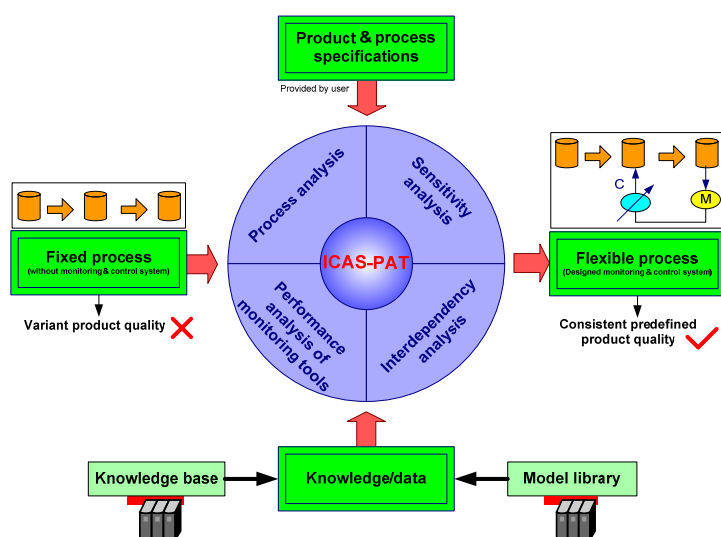 Product & process
specifications
Provided by user
Process analysis
Sensitivity
analysis
ICAS-PAT
Performance
analysis of
monitoring tools
Interdependency
analysis
Fixed process
(without monitoring & control system)
Variant product quality
C
M
Flexible process
(Designed monitoring & control system)
Consistent predefined
product quality
Knowledge base
Knowledge/data
Model library